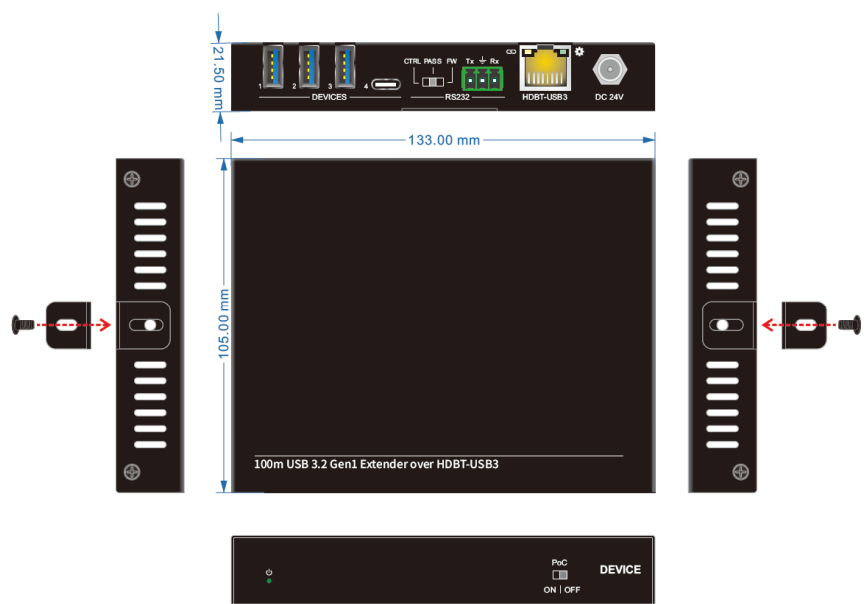 21.50 mm
CTRL PASS FW
Tx Rx
1 2 3 4
DEVICES
RS232
HDBT-USB3
DC 24V
133.00 mm
105.00 mm
100m USB 3.2 Gen1 Extender over HDBT-USB3
PoC
ON | OFF
DEVICE